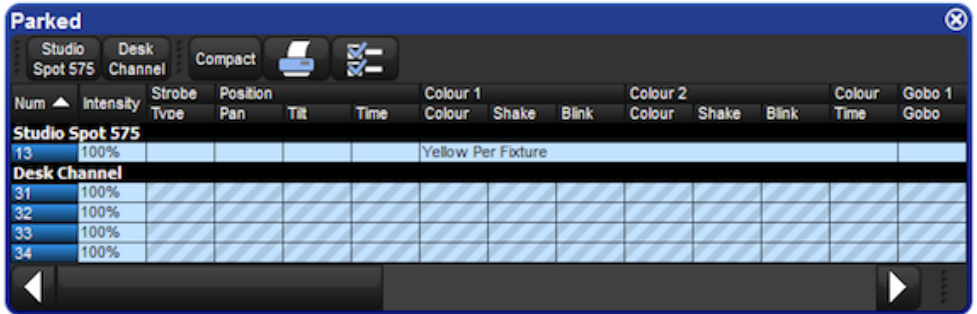 Parked
Studio Spot 575 Desk Channel Compact
Num Intensity Strobe Position Colour 1 Colour 2 Colour Gobo 1
Type Pan Tilt Time Colour Shake Blink Colour Shake Blink Time Gobo
Studio Spot 575
13 100% Yellow Per Fixture
Desk Channel
31 100%
32 100%
33 100%
34 100%